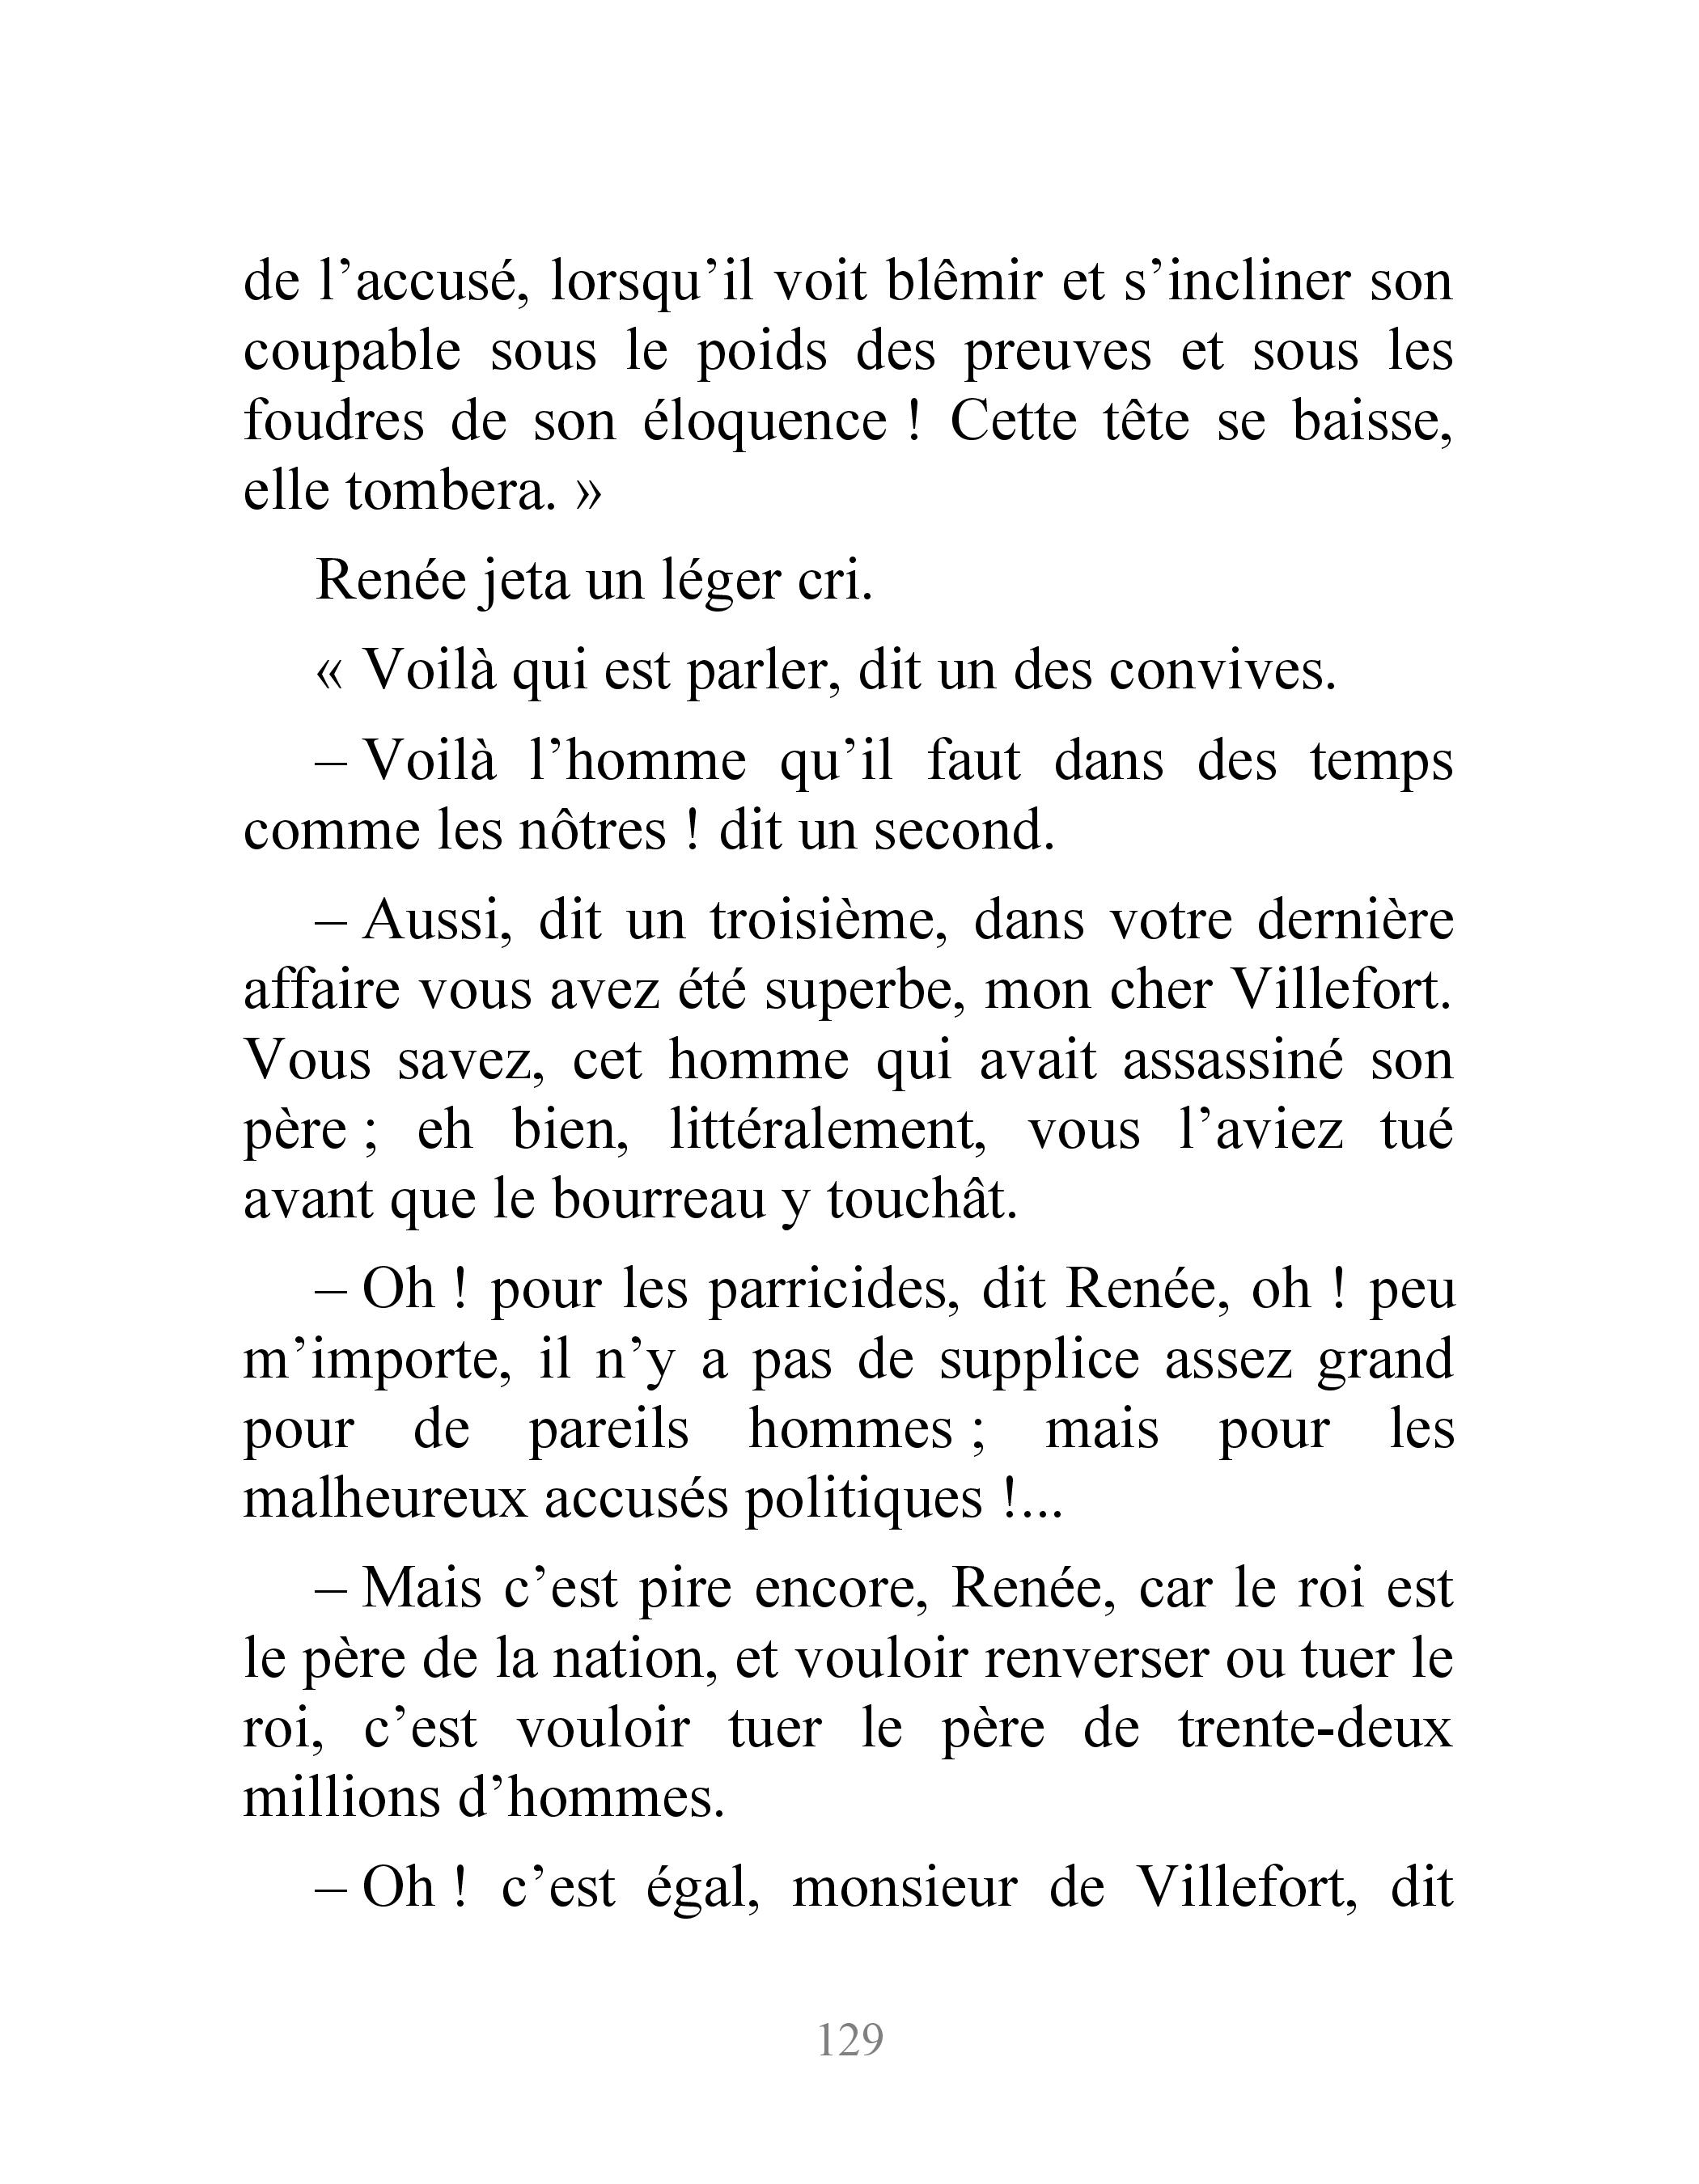 de l’accusé, lorsqu’il voit blêmir et s’incliner son
coupable sous le poids des preuves et sous les
foudres de son éloquence ! Cette tête se baisse,
elle tombera. »
Renée jeta un léger cri.
« Voilà qui est parler, dit un des convives.
– Voilà l’homme qu’il faut dans des temps
comme les nôtres ! dit un second.
– Aussi, dit un troisième, dans votre dernière
affaire vous avez été superbe, mon cher Villefort.
Vous savez, cet homme qui avait assassiné son
père ; eh bien, littéralement, vous l’aviez tué
avant que le bourreau y touchât.
– Oh ! pour les parricides, dit Renée, oh ! peu
m’importe, il n’y a pas de supplice assez grand
pour de pareils hommes ; mais pour les
malheureux accusés politiques !...
– Mais c’est pire encore, Renée, car le roi est
le père de la nation, et vouloir renverser ou tuer le
roi, c’est vouloir tuer le père de trente-deux
millions d’hommes.
– Oh ! c’est égal, monsieur de Villefort, dit
129